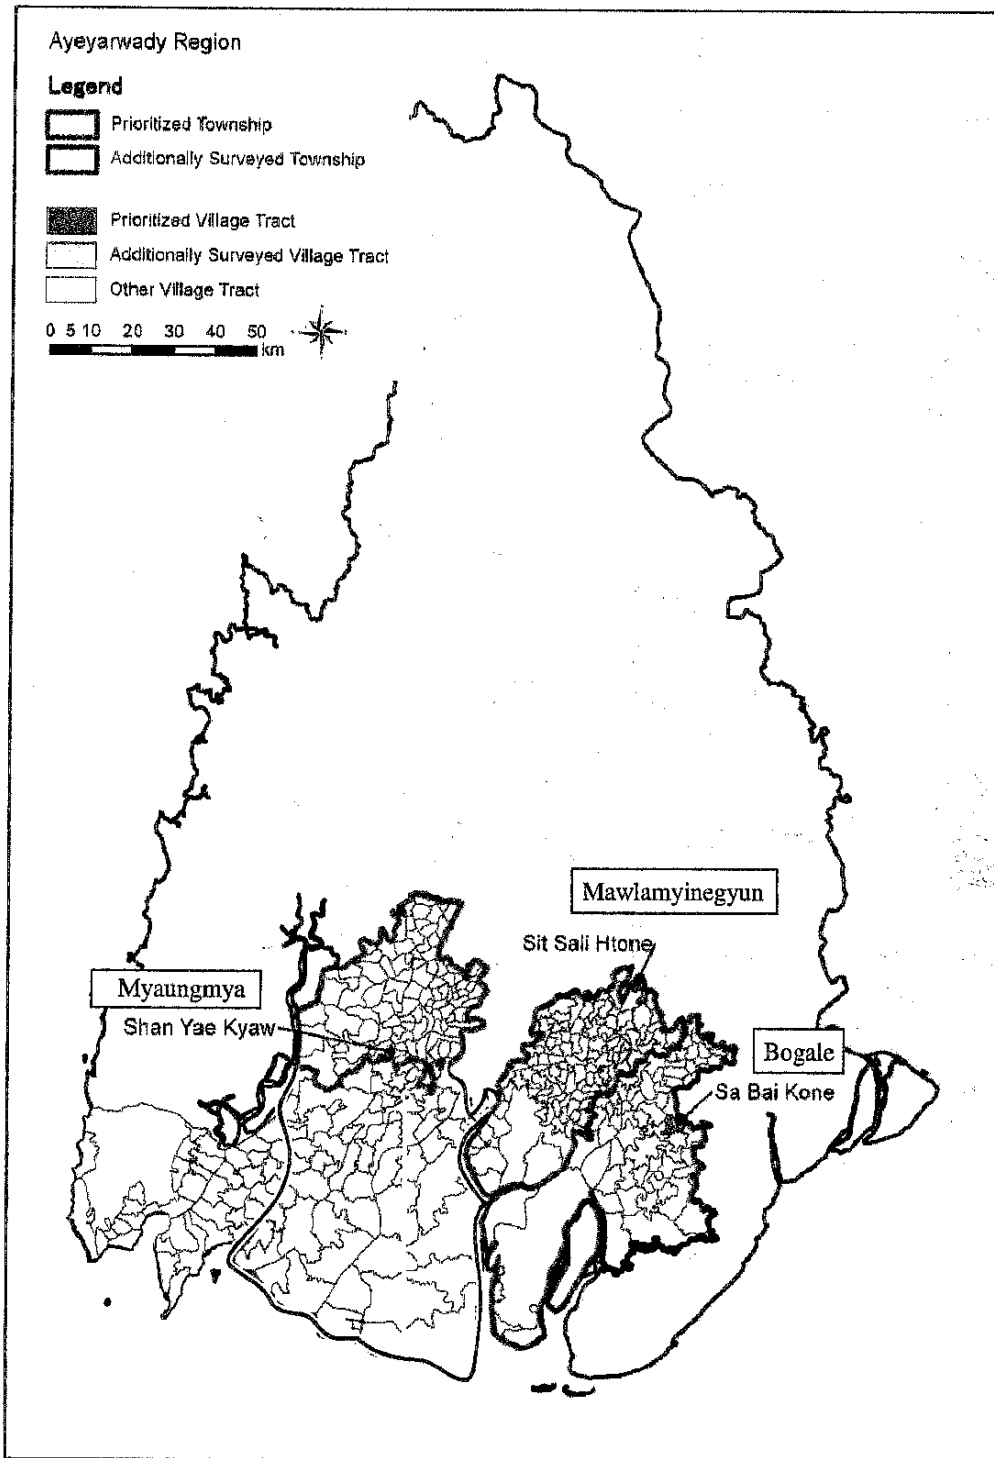 Ayeyarwady Region
Legend
Prioritized Township
Additionally Surveyed Township
Prioritized Village Tract
Additionally Surveyed Village Tract
Other Village Tract
0 5 10 20 30 40 50
km
Mawlamyinegyun
Sit Sali Htone
Myaungmya
Shan Yae Kyaw
Bogale
Sa Bai Kone